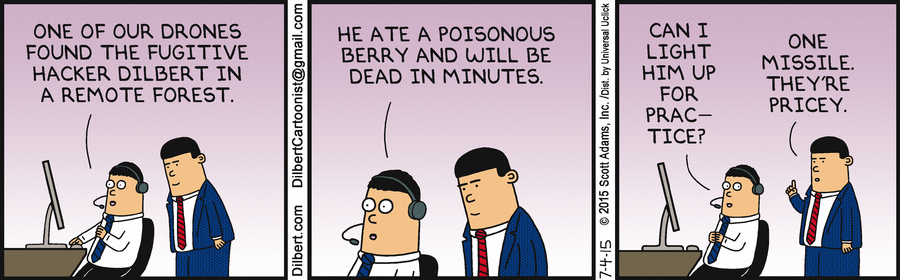 ONE OF OUR DRONES
FOUND THE FUGITIVE
HACKER DILBERT IN
A REMOTE FOREST.
Dilbert.com DilbertCartoonist@gmail.com
HE ATE A POISONOUS
BERRY AND WILL BE
DEAD IN MINUTES.
7-4-15 © 2015 Scott Adams, Inc. /Dist. by Universal Uclick
CAN I
LIGHT
HIM UP
FOR
PRAC-
TICE?
ONE
MISSILE.
THEY'RE
PRICEY.